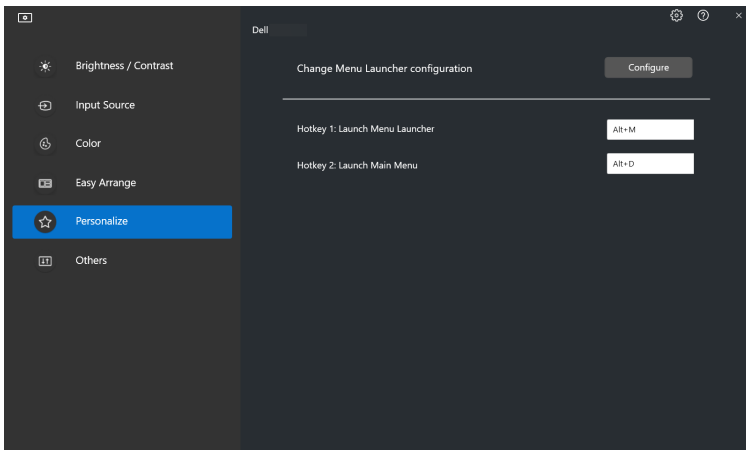 Dell
Brightness / Contrast
Input Source
Color
Easy Arrange
Personalize
Others
Change Menu Launcher configuration
Configure
Hotkey 1: Launch Menu Launcher
Alt+M
Hotkey 2: Launch Main Menu
Alt+D